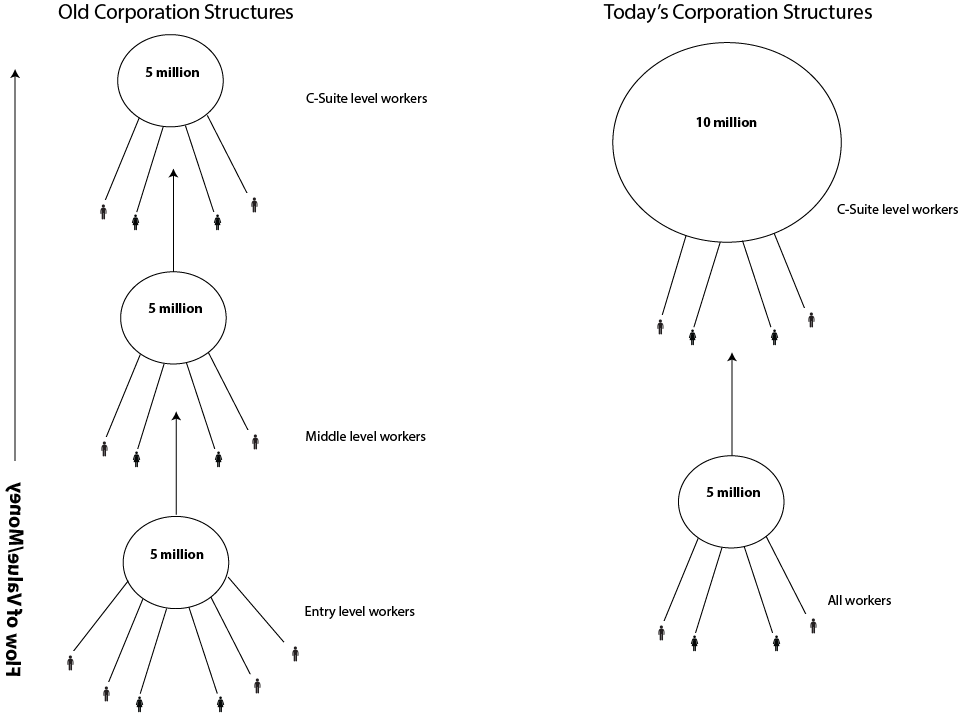 Old Corporation Structures
5 million
C-Suite level workers
5 million
Middle level workers
5 million
Entry level workers
Flow of Value/Money
Today's Corporation Structures
10 million
C-Suite level workers
5 million
All workers